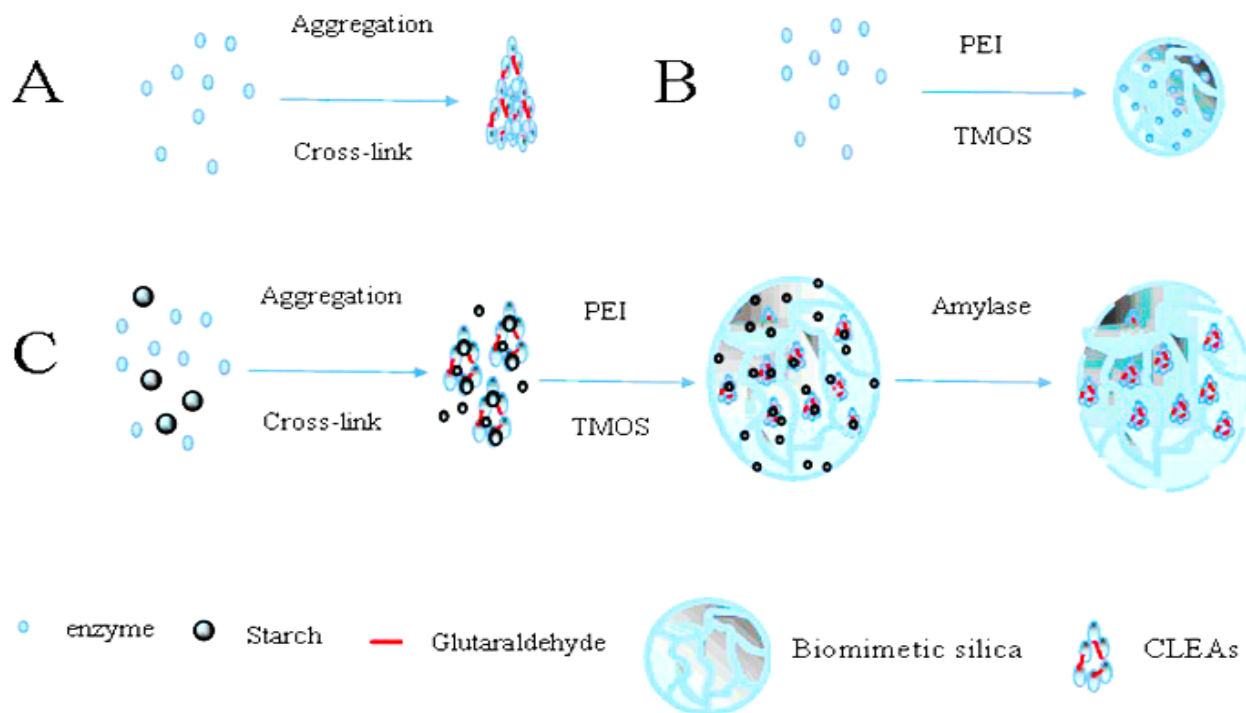 A
Aggregation
Cross-link
B
PEI
TMOS
C
Aggregation
Cross-link
PEI
TMOS
Amylase
enzyme
Starch
Glutaraldehyde
Biomimetic silica
CLEAs